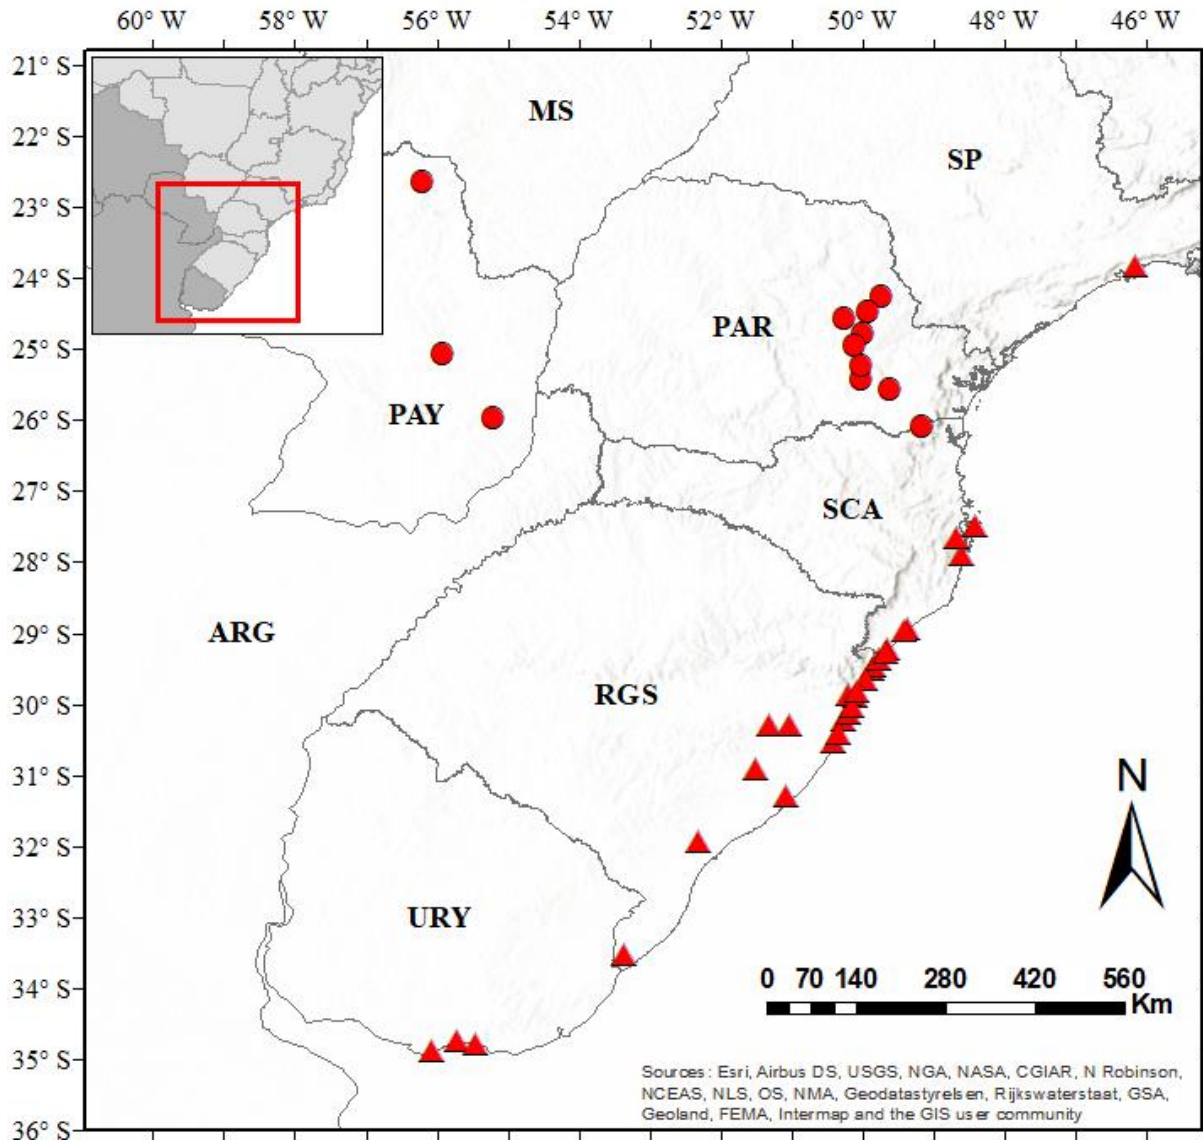 60° W 58° W 56° W 54° W 52° W 50° W 48° W 46° W
21° S
22° S
23° S
24° S
25° S
26° S
27° S
28° S
29° S
30° S
31° S
32° S
33° S
34° S
35° S
36° S
MS
SP
PAR
PAY
SCA
ARG
RGS
URY
N
0 70 140 280 420 560
Km
Sources: Esri, Airbus DS, USGS, NGA, NASA, CGIAR, N Robinson,
NCEAS, NLS, OS, NMA, Geodatastyrelsen, Rijkswaterstaat, GSA,
Geoland, FEMA, Intermap and the GIS user community